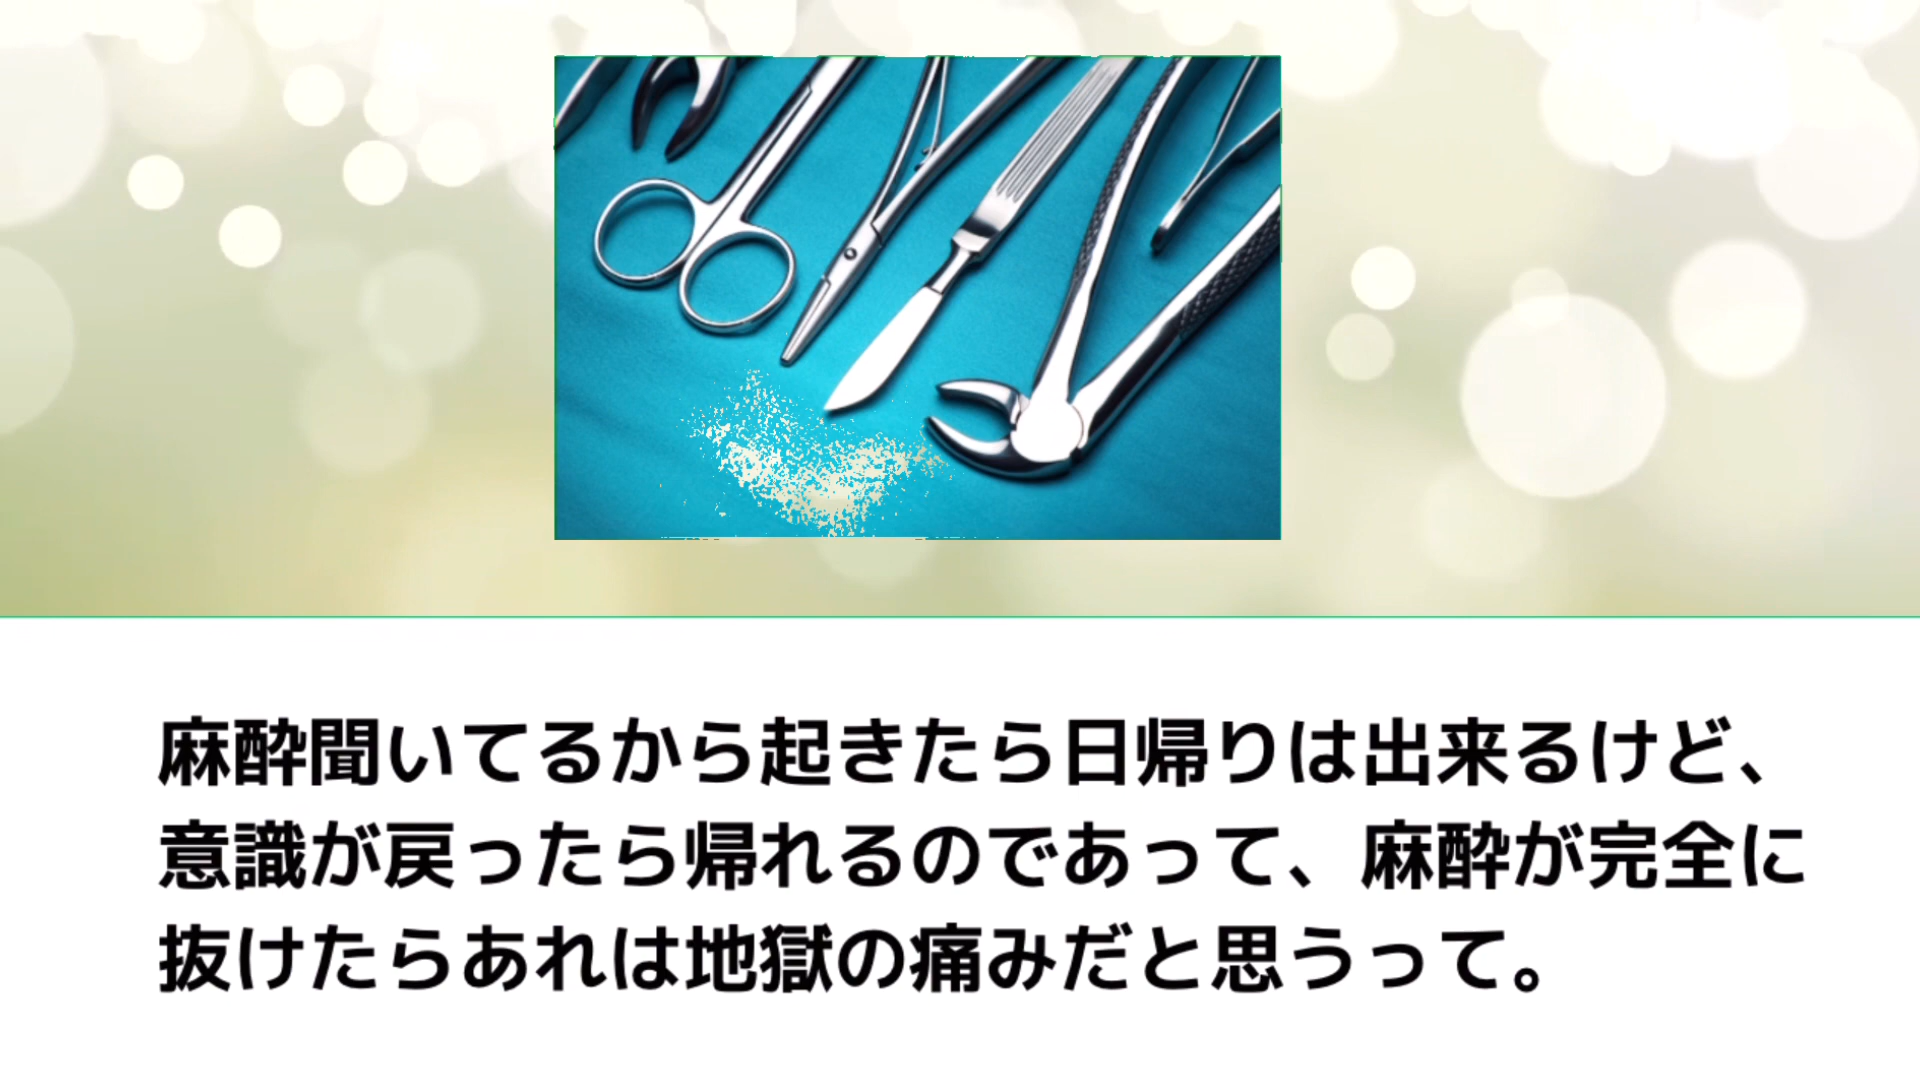 麻酔聞いてるから起きたら日帰りは出来るけど、
意識が戻ったら帰れるのであって、麻酔が完全に
抜けたらあれは地獄の痛みだと思うって。